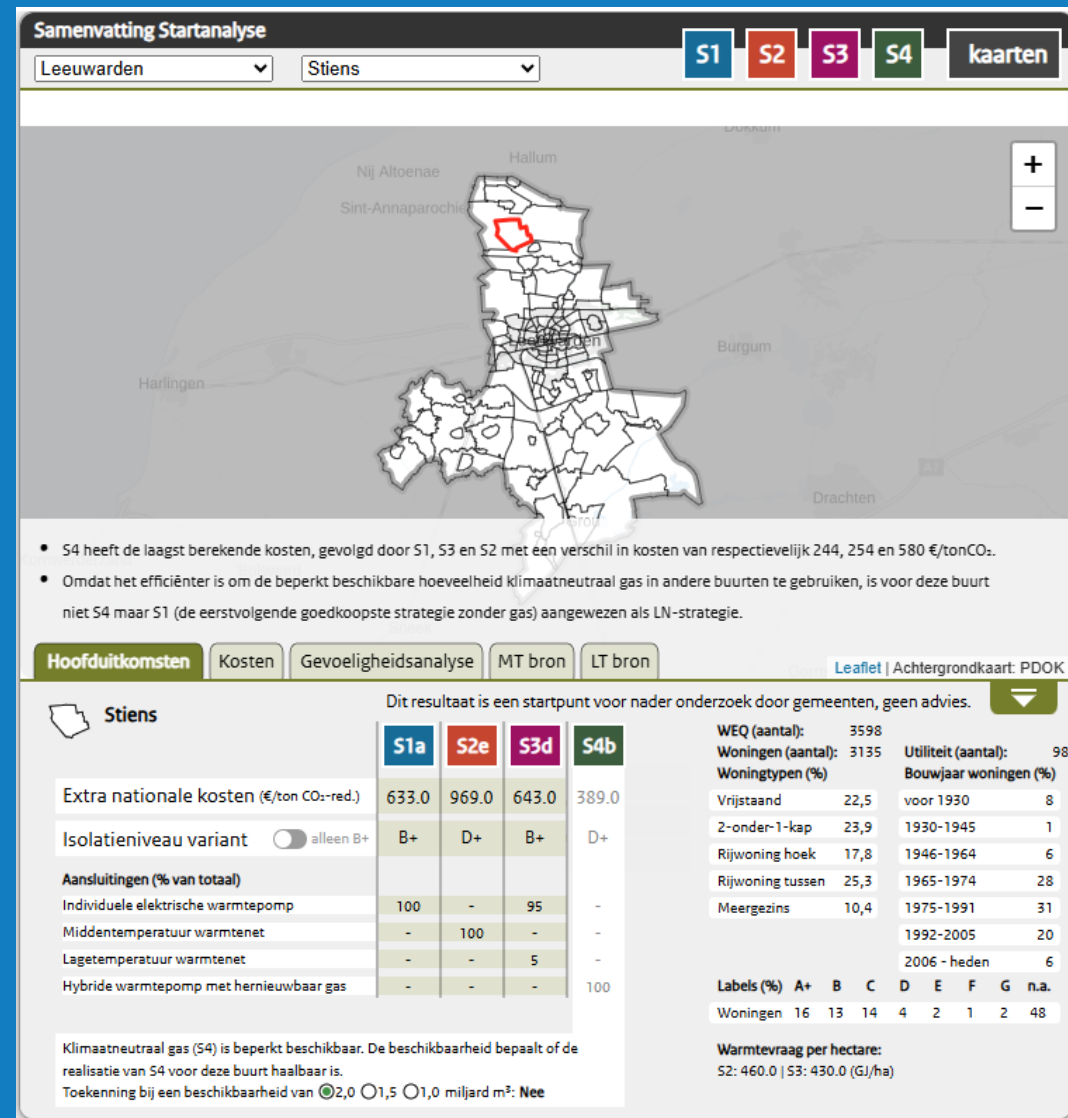 Samenvatting Startanalyse
S1 S2 S3 S4 kaarten
Leeuwarden Stiens
Dokkum
Hallum
Nij Altoenae
Sint-Annaparochie
+
−
Leeuwarden
Burgum
Harlingen
A7
Drachten
Grou
S4 heeft de laagst berekende kosten, gevolgd door S1, S3 en S2 met een verschil in kosten van respectievelijk 244, 254 en 580 €/tonCO₂.
Omdat het efficiënter is om de beperkt beschikbare hoeveelheid klimaatneutraal gas in andere buurten te gebruiken, is voor deze buurt
niet S4 maar S1 (de eerstvolgende goedkoopste strategie zonder gas) aangewezen als LN-strategie.
Hoofduitkomsten Kosten Gevoeligheidsanalyse MT bron LT bron
Leaflet | Achtergrondkaart: PDOK
Dit resultaat is een startpunt voor nader onderzoek door gemeenten, geen advies.
Stiens
S1a S2e S3d S4b
Extra nationale kosten (€/ton CO₂-red.) 633.0 969.0 643.0 389.0
Isolatieniveau variant alleen B+ B+ D+ B+ D+
Aansluitingen (% van totaal)
Individuele elektrische warmtepomp 100 - 95 -
Middentemperatuur warmtenet - 100 - -
Lagetemperatuur warmtenet - - 5 -
Hybride warmtepomp met hernieuwbaar gas - - - 100
Klimaatneutraal gas (S4) is beperkt beschikbaar. De beschikbaarheid bepaalt of de
realisatie van S4 voor deze buurt haalbaar is.
Toekenning bij een beschikbaarheid van 2,0 1,5 1,0 miljard m³: Nee
WEQ (aantal): 3598
Woningen (aantal): 3135 Utiliteit (aantal): 98
Woningtypen (%) Bouwjaar woningen (%)
Vrijstaand 22,5 voor 1930 8
2-onder-1-kap 23,9 1930-1945 1
Rijwoning hoek 17,8 1946-1964 6
Rijwoning tussen 25,3 1965-1974 28
Meergezins 10,4 1975-1991 31
1992-2005 20
2006 - heden 6
Labels (%) A+ B C D E F G n.a.
Woningen 16 13 14 4 2 1 2 48
Warmtevraag per hectare:
S2: 460.0 | S3: 430.0 (GJ/ha)